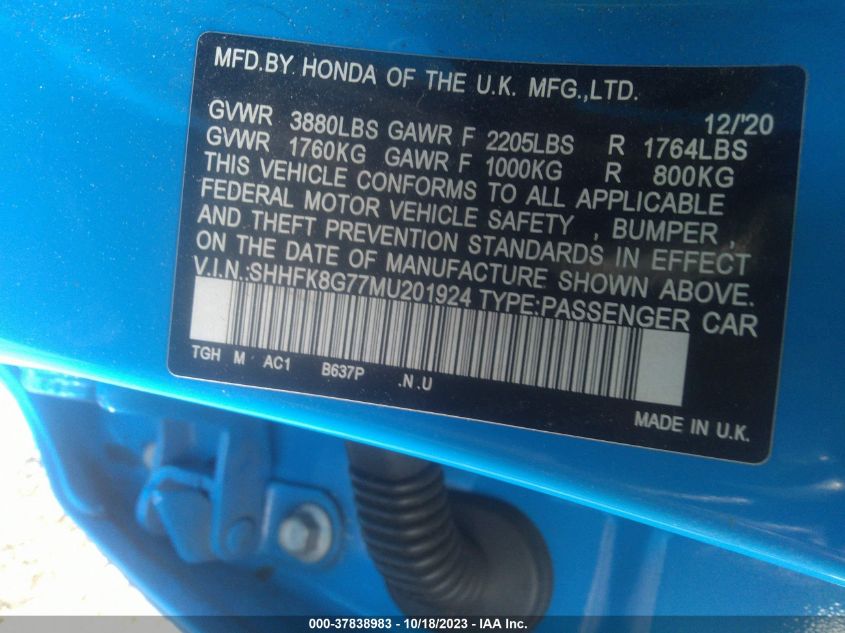 MFD.BY HONDA OF THE U.K. MFG.,LTD.
12/'20
GVWR 3880LBS GAWR F 2205LBS R 1764LBS
GVWR 1760KG GAWR F 1000KG R 800KG
THIS VEHICLE CONFORMS TO ALL APPLICABLE
FEDERAL MOTOR VEHICLE SAFETY , BUMPER ,
AND THEFT PREVENTION STANDARDS IN EFFECT
ON THE DATE OF MANUFACTURE SHOWN ABOVE.
V.I.N.:SHHFK8G77MU201924 TYPE:PASSENGER CAR
TGH M AC1 B637P .N .U
MADE IN U.K.
000-37838983 - 10/18/2023 - IAA Inc.